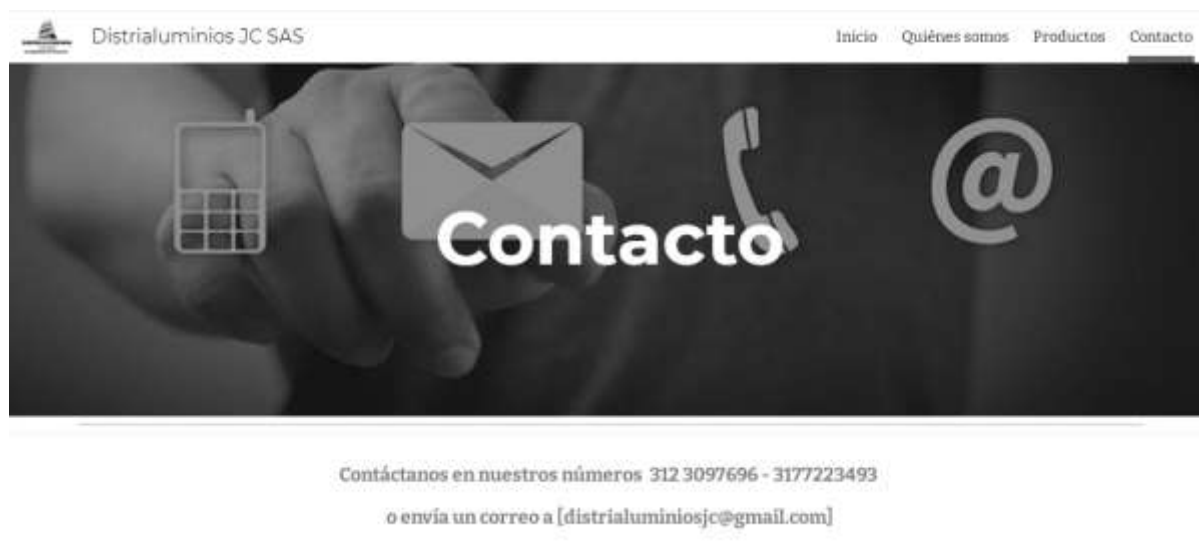 Distrialuminios JC SAS
Inicio Quiénes somos Productos Contacto
@
Contacto
Contáctanos en nuestros números 312 3097696 - 3177223493
o envía un correo a [distrialuminiosjc@gmail.com]